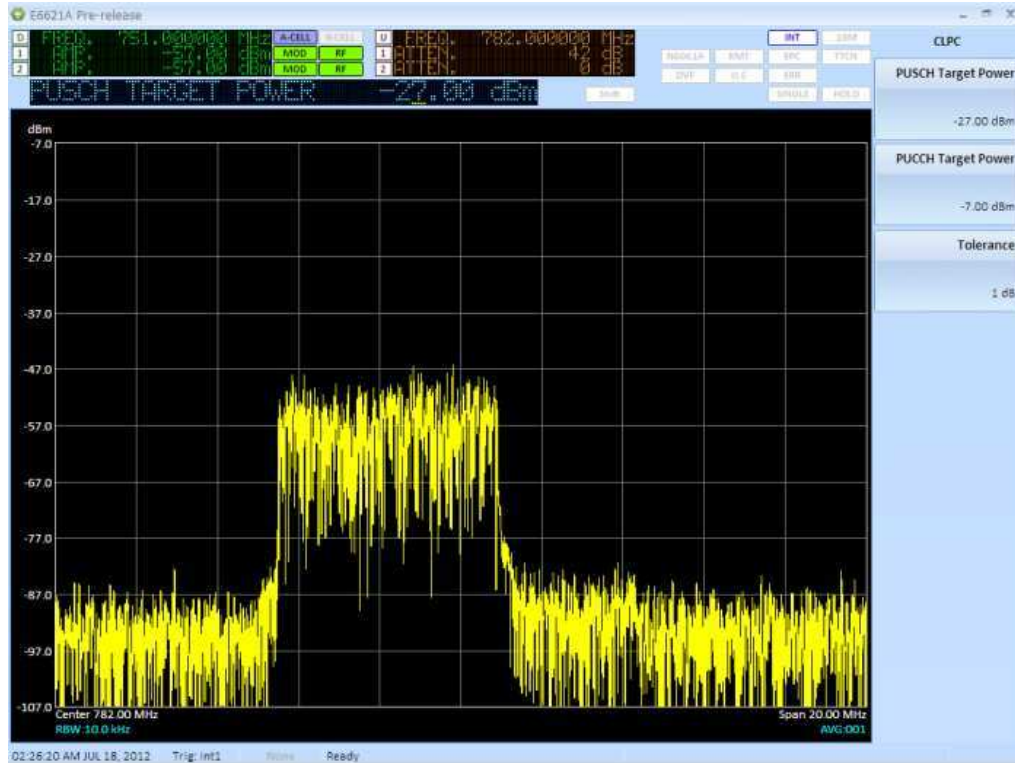 E6621A Pre-release
D FREQ. 751.000000 MHz A-CELL B-CELL U FREQ. 782.000000 MHz INT CLPC
1 AMP. -57.00 dBm MOD RF 1 ATTEN. 42 dB
2 AMP. -57.00 dBm MOD RF 2 ATTEN. 0 dB
PUSCH TARGET POWER -27.00 dBm SINGLE HOLD
PUSCH Target Power
-27.00 dBm
PUCCH Target Power
-7.00 dBm
Tolerance
1 dB
dBm
-7.0
-17.0
-27.0
-37.0
-47.0
-57.0
-67.0
-77.0
-87.0
-97.0
-107.0
Center 782.00 MHz Span 20.00 MHz
RBW:10.0 kHz AVG:001
02:26:20 AM JUL 18, 2012 Trig: Int1 None Ready